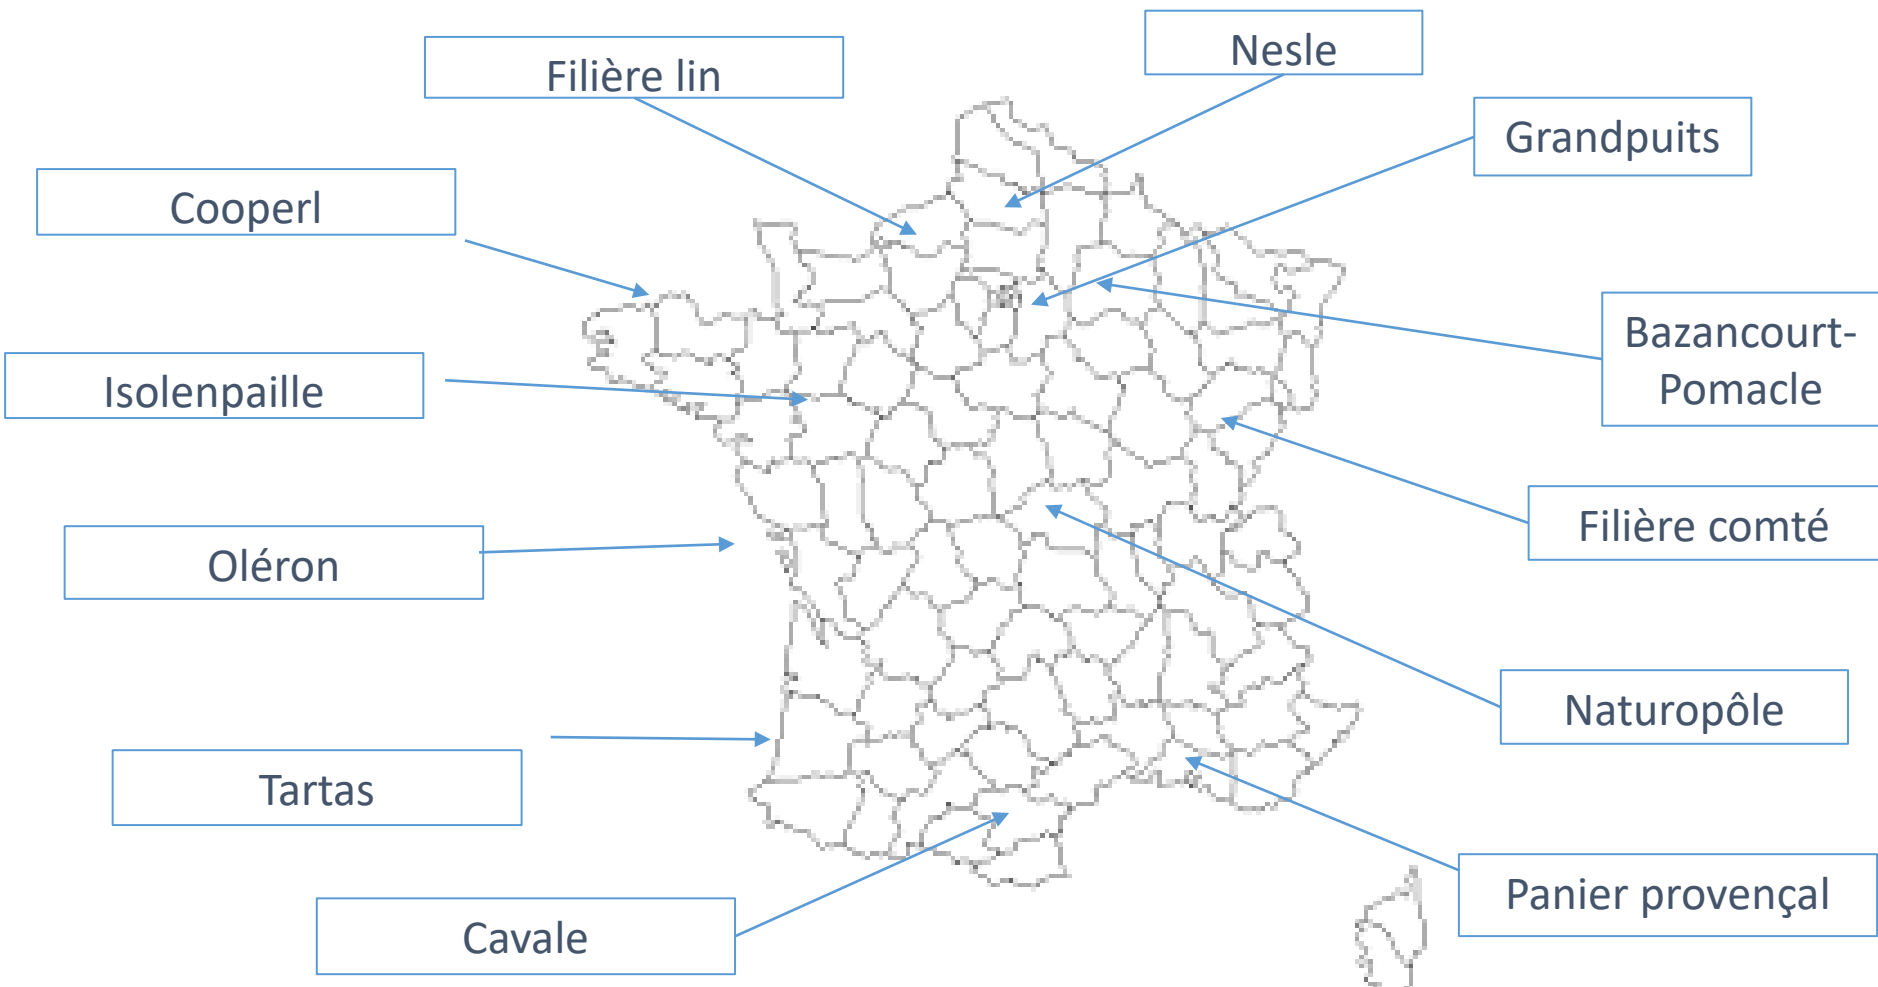 Nesle
Filière lin
Grandpuits
Cooperl
Bazancourt-
Pomacle
Isolenpaille
Filière comté
Oléron
Naturopôle
Tartas
Panier provençal
Cavale